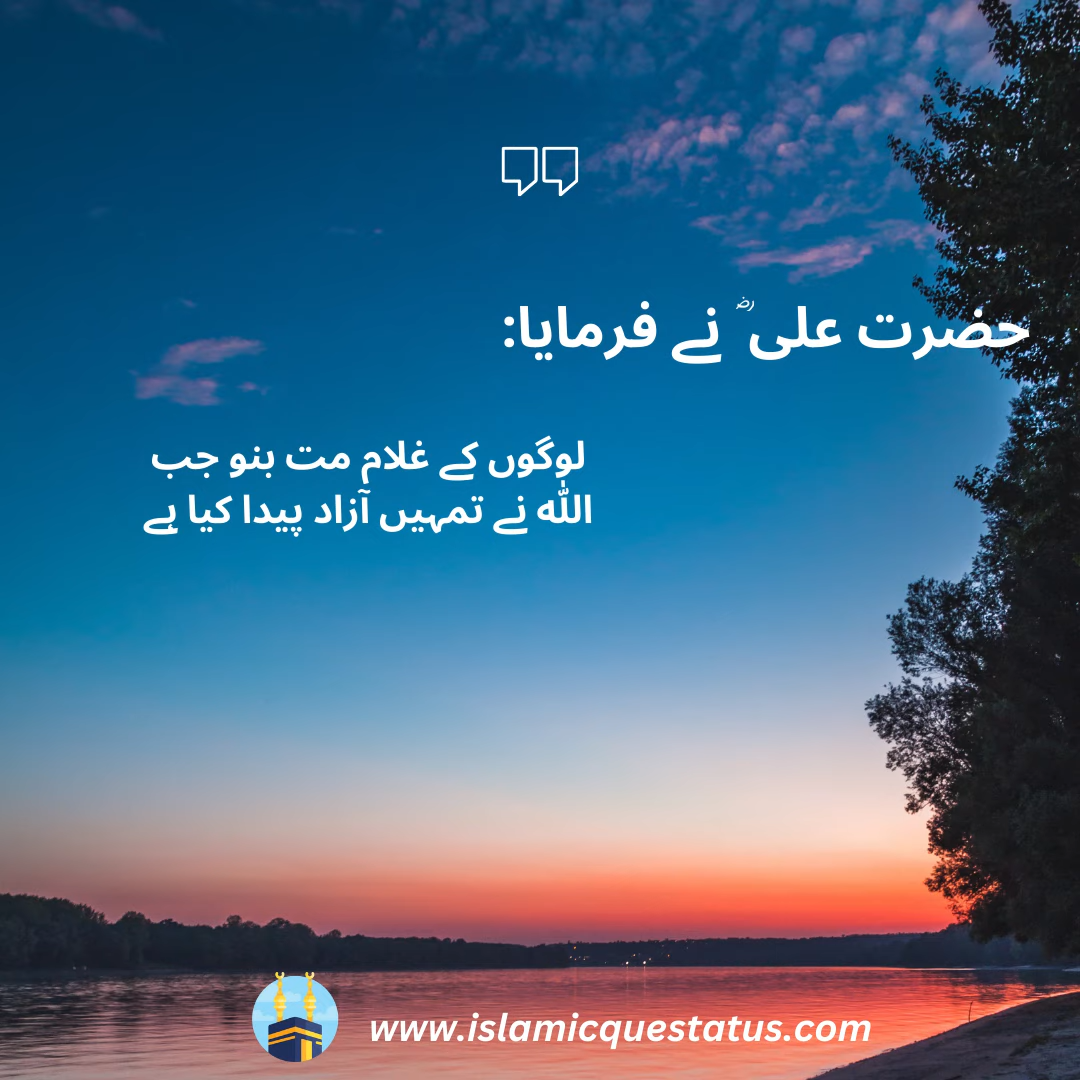 حضرت علی ؓ نے فرمایا:
لوگوں کے غلام مت بنو جب
اللّٰہ نے تمہیں آزاد پیدا کیا ہے
www.islamicquestatus.com